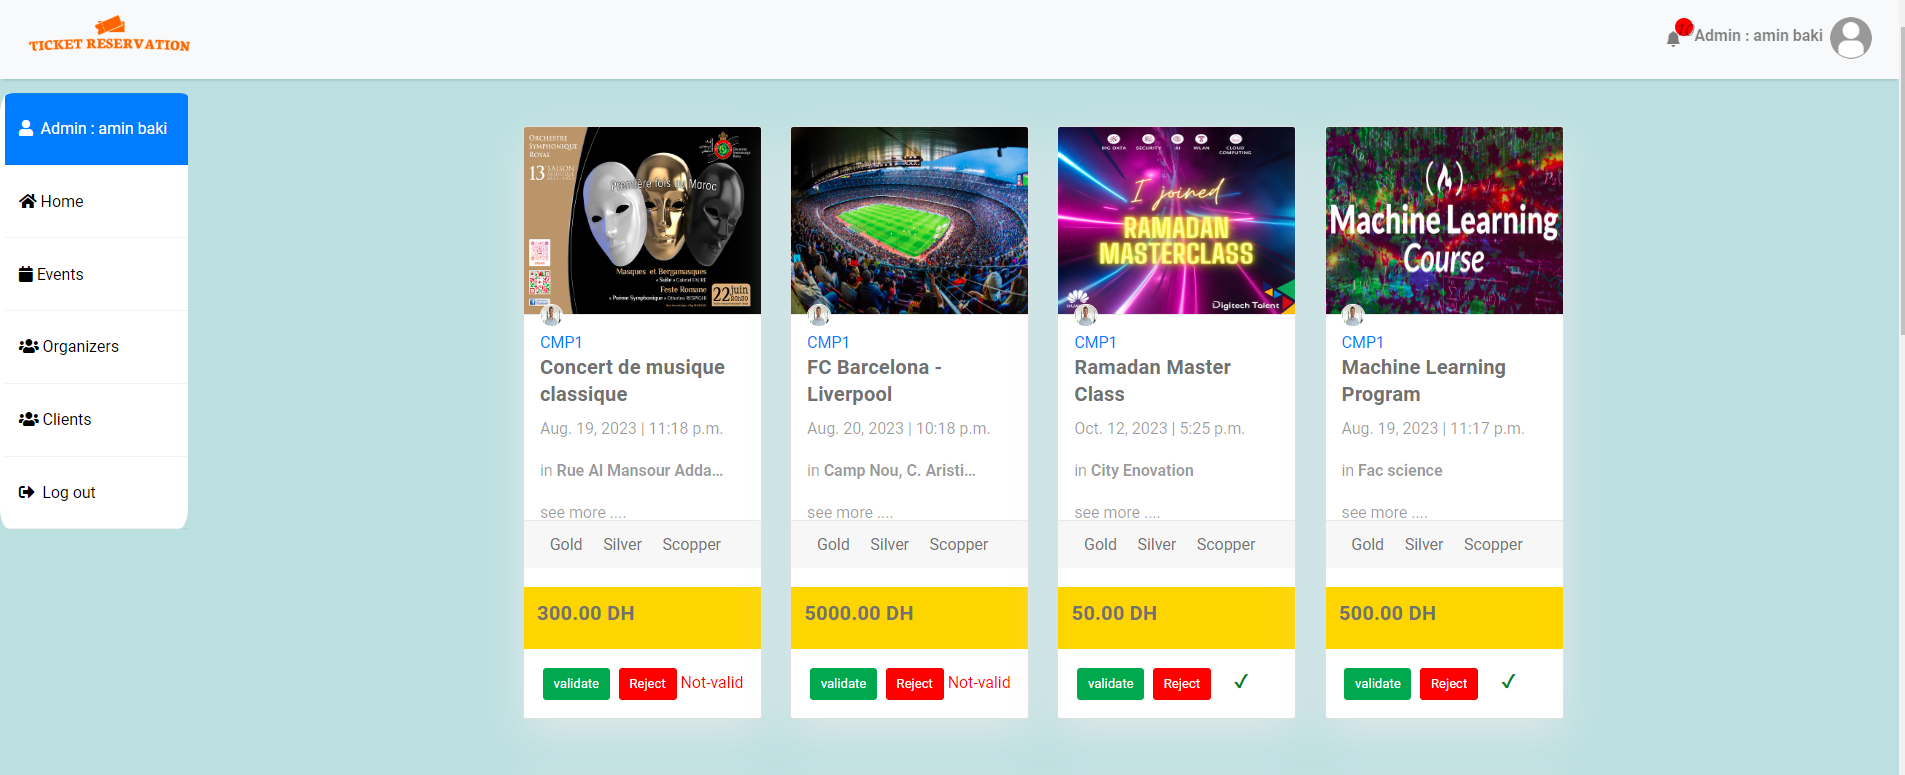 TICKET RESERVATION
Admin : amin baki
Admin : amin baki
Home
Events
Organizers
Clients
Log out
ORCHESTRE
SYMPHONIQUE
ROYAL
13 SAISON
Première fois au Maroc
Masques et Bergamasques
Feste Romane
22 juin
20h30
CMP1
Concert de musique
classique
Aug. 19, 2023 | 11:18 p.m.
in Rue Al Mansour Adda...
see more ....
Gold Silver Scopper
300.00 DH
validate Reject Not-valid
CMP1
FC Barcelona -
Liverpool
Aug. 20, 2023 | 10:18 p.m.
in Camp Nou, C. Aristi...
see more ....
Gold Silver Scopper
5000.00 DH
validate Reject Not-valid
BIG DATA SECURITY AI WLAN CLOUD
COMPUTING
I joined
RAMADAN
MASTERCLASS
Digitech Talent
CMP1
Ramadan Master
Class
Oct. 12, 2023 | 5:25 p.m.
in City Enovation
see more ....
Gold Silver Scopper
50.00 DH
validate Reject ✓
Machine Learning
Course
CMP1
Machine Learning
Program
Aug. 19, 2023 | 11:17 p.m.
in Fac science
see more ....
Gold Silver Scopper
500.00 DH
validate Reject ✓